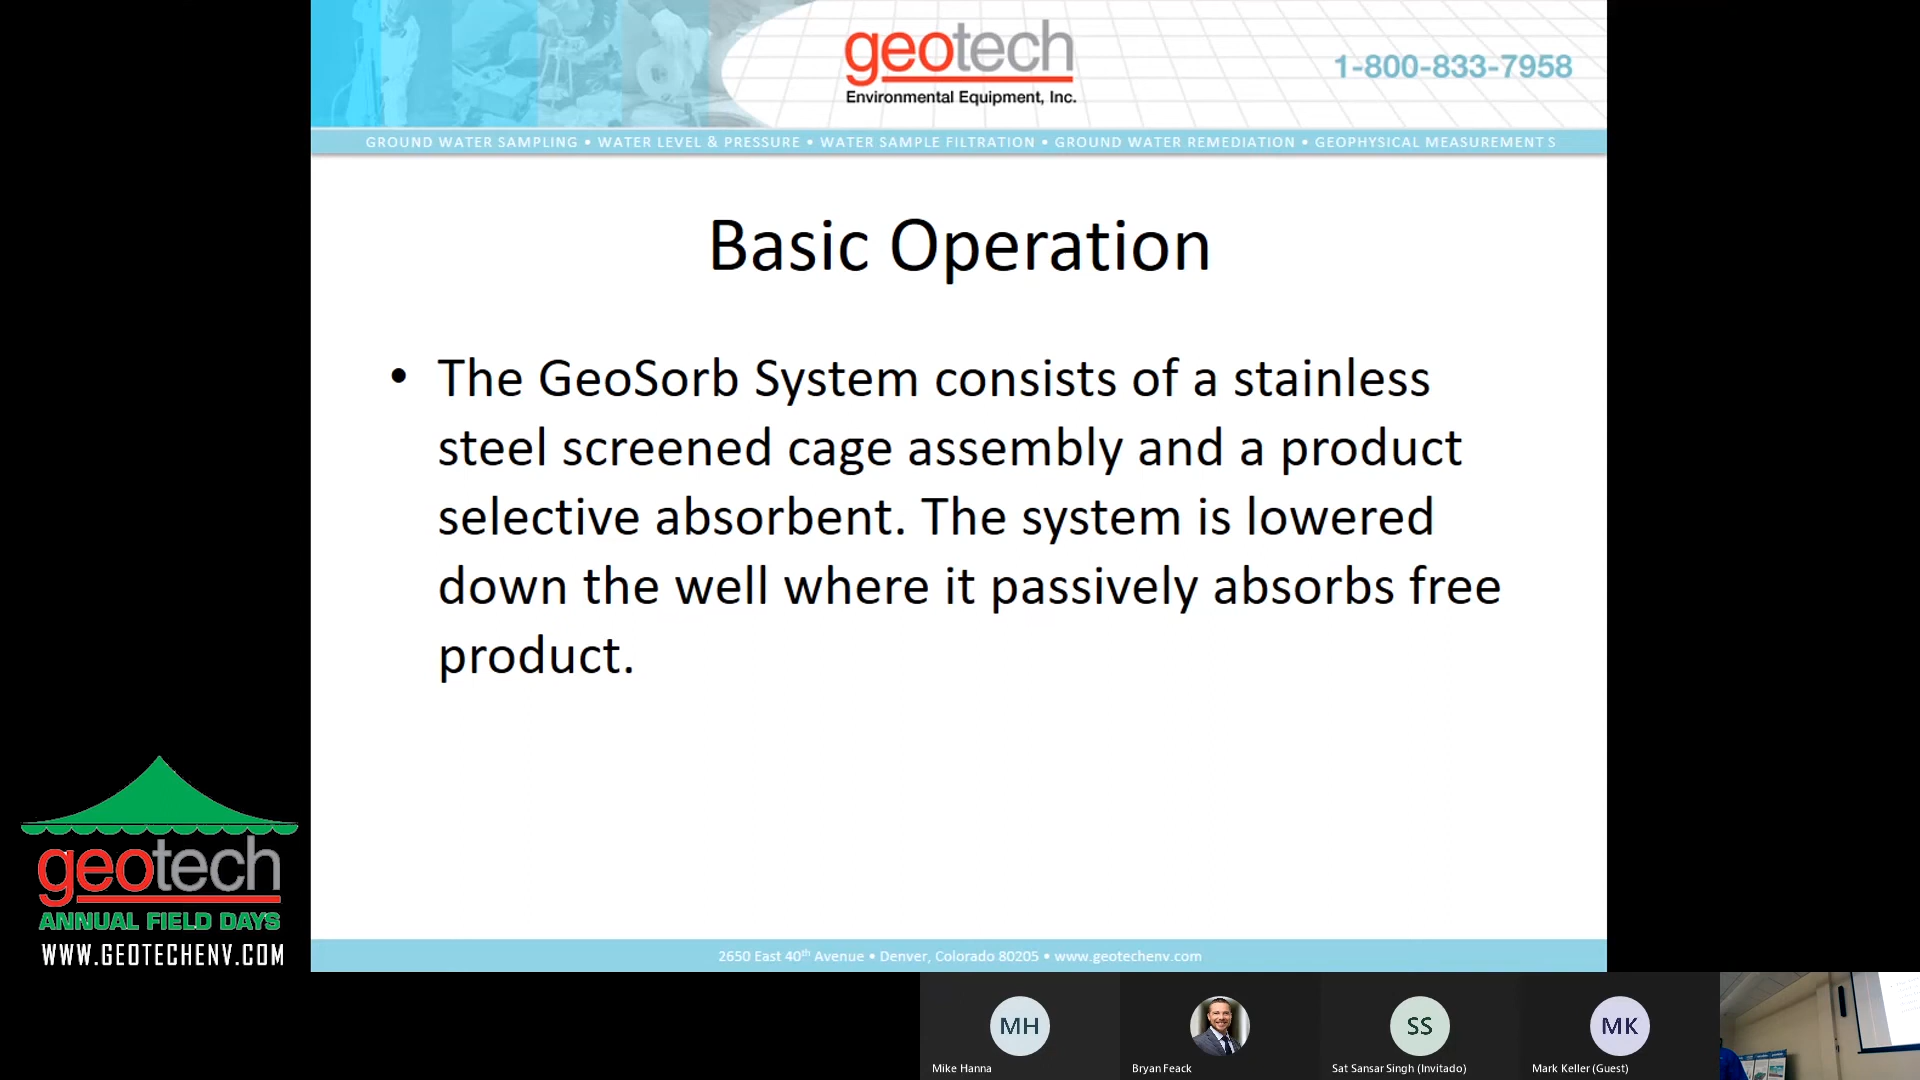 geotech
Environmental Equipment, Inc.
1-800-833-7958
GROUND WATER SAMPLING • WATER LEVEL & PRESSURE • WATER SAMPLE FILTRATION • GROUND WATER REMEDIATION • GEOPHYSICAL MEASUREMENTS
Basic Operation
• The GeoSorb System consists of a stainless
steel screened cage assembly and a product
selective absorbent. The system is lowered
down the well where it passively absorbs free
product.
geotech
ANNUAL FIELD DAYS
WWW.GEOTECHENV.COM
2650 East 40th Avenue • Denver, Colorado 80205 • www.geotechenv.com
MH
SS
MK
Mike Hanna
Bryan Feack
Sat Sansar Singh (Invitado)
Mark Keller (Guest)